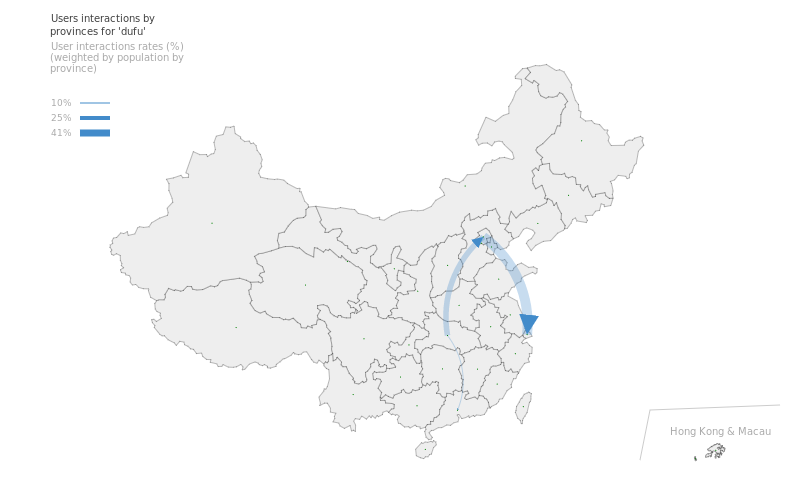 Users interactions by
provinces for 'dufu'
User interactions rates (%)
(weighted by population by
province)
10%
25%
41%
Hong Kong & Macau